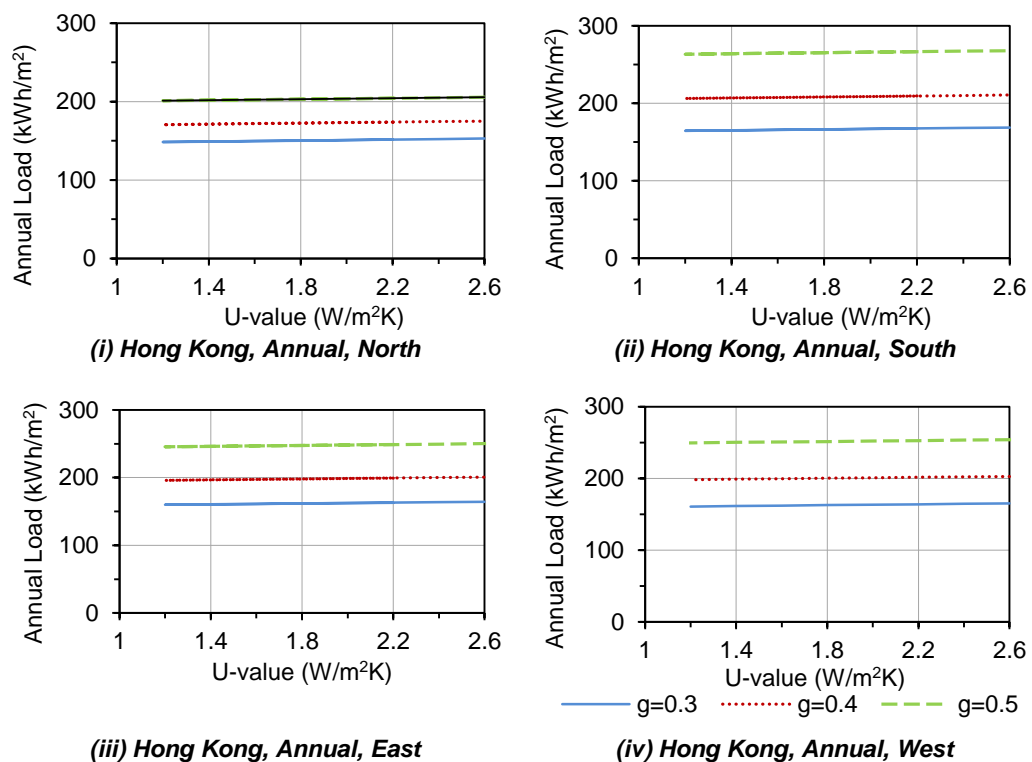 300
200
100
0
Annual Load (kWh/m²)
1 1.4 1.8 2.2 2.6
U-value (W/m²K)
(i) Hong Kong, Annual, North
300
200
100
0
Annual Load (kWh/m²)
1 1.4 1.8 2.2 2.6
U-value (W/m²K)
(ii) Hong Kong, Annual, South
300
200
100
0
Annual Load (kWh/m²)
1 1.4 1.8 2.2 2.6
U-value (W/m²K)
(iii) Hong Kong, Annual, East
300
200
100
0
Annual Load (kWh/m²)
1 1.4 1.8 2.2 2.6
U-value (W/m²K)
g=0.3 g=0.4 g=0.5
(iv) Hong Kong, Annual, West